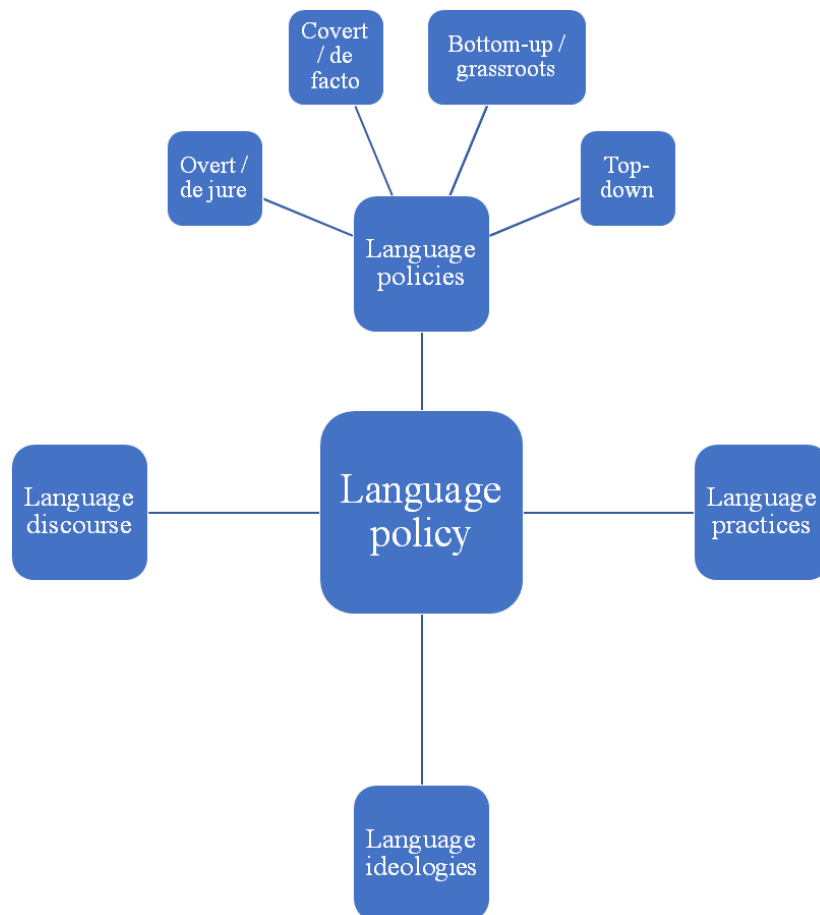 Covert
/ de
facto
Bottom-up /
grassroots
Overt /
de jure
Top-
down
Language
policies
Language
discourse
Language
policy
Language
practices
Language
ideologies